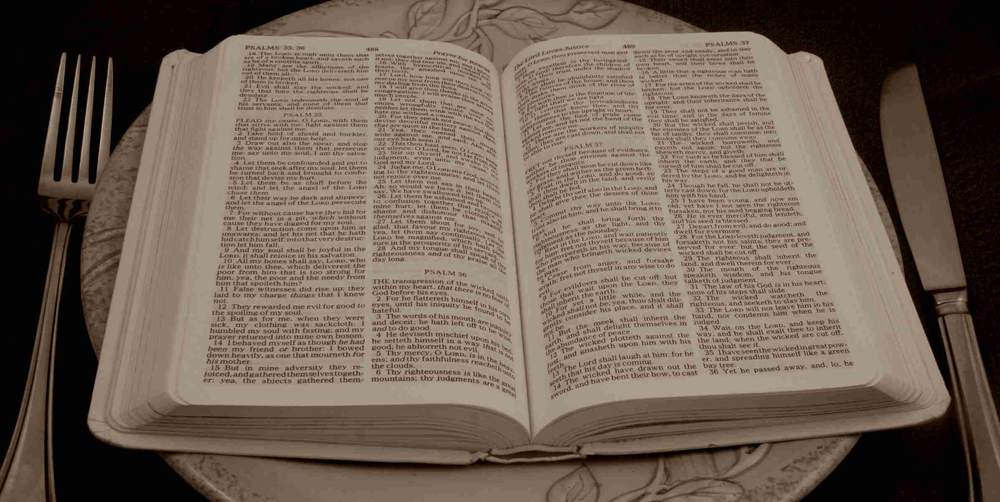 PSALMS 35, 36
488
Prayer for Rescue
18 The LORD is nigh unto them that
are of a broken heart; and saveth such
as be of a contrite spirit.
19 Many are the afflictions of the
righteous: but the LORD delivereth him
out of them all.
20 He keepeth all his bones: not one
of them is broken.
21 Evil shall slay the wicked: and
they that hate the righteous shall be
desolate.
22 The LORD redeemeth the soul of
his servants: and none of them that
trust in him shall be desolate.
PSALM 35
PLEAD my cause, O LORD, with them
that strive with me: fight against them
that fight against me.
2 Take hold of shield and buckler,
and stand up for mine help.
3 Draw out also the spear, and stop
the way against them that persecute
me: say unto my soul, I am thy salva-
tion.
4 Let them be confounded and put to
shame that seek after my soul: let them
be turned back and brought to confu-
sion that devise my hurt.
5 Let them be as chaff before the
wind: and let the angel of the LORD
chase them.
6 Let their way be dark and slippery:
and let the angel of the LORD persecute
them.
7 For without cause have they hid for
me their net in a pit, which without
cause they have digged for my soul.
8 Let destruction come upon him at
unawares; and let his net that he hath
hid catch himself: into that very destruc-
tion let him fall.
9 And my soul shall be joyful in the
LORD: it shall rejoice in his salvation.
10 All my bones shall say, LORD, who
is like unto thee, which deliverest the
poor from him that is too strong for
him, yea, the poor and the needy from
him that spoileth him?
11 False witnesses did rise up; they
laid to my charge things that I knew
not.
12 They rewarded me evil for good to
the spoiling of my soul.
13 But as for me, when they were
sick, my clothing was sackcloth: I
humbled my soul with fasting; and my
prayer returned into mine own bosom.
14 I behaved myself as though he had
been my friend or brother: I bowed
down heavily, as one that mourneth for
his mother.
15 But in mine adversity they re-
joiced, and gathered themselves togeth-
er: yea, the abjects gathered them-
selves together against me, and I knew
it not; they did tear me, and ceased not:
16 With hypocritical mockers in
feasts, they gnashed upon me with
their teeth.
17 Lord, how long wilt thou look on?
rescue my soul from their destructions,
my darling from the lions.
18 I will give thee thanks in the great
congregation: I will praise thee among
much people.
19 Let not them that are mine en-
emies wrongfully rejoice over me:
neither let them wink with the eye that
hate me without a cause.
20 For they speak not peace: but they
devise deceitful matters against them
that are quiet in the land.
21 Yea, they opened their mouth
wide against me, and said, Aha, aha,
our eye hath seen it.
22 This thou hast seen, O LORD: keep
not silence: O Lord, be not far from me.
23 Stir up thyself, and awake to my
judgment, even unto my cause, my
God and my Lord.
24 Judge me, O LORD my God, accord-
ing to thy righteousness; and let them
not rejoice over me.
25 Let them not say in their hearts,
Ah, so would we have it: let them not
say, We have swallowed him up.
26 Let them be ashamed and brought
to confusion together that rejoice at
mine hurt: let them be clothed with
shame and dishonour that magnify
themselves against me.
27 Let them shout for joy, and be
glad, that favour my righteous cause:
yea, let them say continually, Let the
LORD be magnified, which hath plea-
sure in the prosperity of his servant.
28 And my tongue shall speak of thy
righteousness and of thy praise all the
day long.
PSALM 36
THE transgression of the wicked saith
within my heart, that there is no fear of
God before his eyes.
2 For he flattereth himself in his own
eyes, until his iniquity be found to be
hateful.
3 The words of his mouth are iniquity
and deceit: he hath left off to be wise,
and to do good.
4 He deviseth mischief upon his bed;
he setteth himself in a way that is not
good; he abhorreth not evil.
5 Thy mercy, O LORD, is in the heav-
ens; and thy faithfulness reacheth unto
the clouds.
6 Thy righteousness is like the great
mountains; thy judgments are a great
The Lord Loves Justice
489
PSALMS 37
deep: O LORD, thou preservest man and
beast.
7 How excellent is thy lovingkind-
ness, O God! therefore the children of
men put their trust under the shadow
of thy wings.
8 They shall be abundantly satisfied
with the fatness of thy house; and thou
shalt make them drink of the river of
thy pleasures.
9 For with thee is the fountain of life:
in thy light shall we see light.
10 O continue thy lovingkindness
unto them that know thee; and thy
righteousness to the upright in heart.
11 Let not the foot of pride come
against me, and let not the hand of the
wicked remove me.
12 There are the workers of iniquity
fallen: they are cast down, and shall not
be able to rise.
PSALM 37
FRET not thyself because of evildoers,
neither be thou envious against the
workers of iniquity.
2 For they shall soon be cut down like
the grass, and wither as the green herb.
3 Trust in the LORD, and do good; so
shalt thou dwell in the land, and verily
thou shalt be fed.
4 Delight thyself also in the LORD; and
he shall give thee the desires of thine
heart.
5 Commit thy way unto the LORD;
trust also in him; and he shall bring it to
pass.
6 And he shall bring forth thy
righteousness as the light, and thy
judgment as the noonday.
7 Rest in the LORD, and wait patiently
for him: fret not thyself because of him
who prospereth in his way, because of
the man who bringeth wicked devices
to pass.
8 Cease from anger, and forsake
wrath: fret not thyself in any wise to do
evil.
9 For evildoers shall be cut off: but
those that wait upon the LORD, they
shall inherit the earth.
10 For yet a little while, and the
wicked shall not be: yea, thou shalt dili-
gently consider his place, and it shall
not be.
11 But the meek shall inherit the
earth; and shall delight themselves in
the abundance of peace.
12 The wicked plotteth against the
just, and gnasheth upon him with his
teeth.
13 The Lord shall laugh at him: for he
seeth that his day is coming.
14 The wicked have drawn out the
sword, and have bent their bow, to cast
down the poor and needy, and to slay
such as be of upright conversation.
15 Their sword shall enter into their
own heart, and their bows shall be
broken.
16 A little that a righteous man hath
is better than the riches of many
wicked.
17 For the arms of the wicked shall be
broken: but the LORD upholdeth the
righteous.
18 The LORD knoweth the days of the
upright: and their inheritance shall be
for ever.
19 They shall not be ashamed in the
evil time: and in the days of famine
they shall be satisfied.
20 But the wicked shall perish, and
the enemies of the LORD shall be as the
fat of lambs: they shall consume; into
smoke shall they consume away.
21 The wicked borroweth, and
payeth not again: but the righteous
sheweth mercy, and giveth.
22 For such as be blessed of him shall
inherit the earth; and they that be
cursed of him shall be cut off.
23 The steps of a good man are or-
dered by the LORD: and he delighteth in
his way.
24 Though he fall, he shall not be ut-
terly cast down: for the LORD upholdeth
him with his hand.
25 I have been young, and now am
old; yet have I not seen the righteous
forsaken, nor his seed begging bread.
26 He is ever merciful, and lendeth;
and his seed is blessed.
27 Depart from evil, and do good; and
dwell for evermore.
28 For the LORD loveth judgment, and
forsaketh not his saints; they are pre-
served for ever: but the seed of the
wicked shall be cut off.
29 The righteous shall inherit the
land, and dwell therein for ever.
30 The mouth of the righteous
speaketh wisdom, and his tongue
talketh of judgment.
31 The law of his God is in his heart;
none of his steps shall slide.
32 The wicked watcheth the
righteous, and seeketh to slay him.
33 The LORD will not leave him in his
hand, nor condemn him when he is
judged.
34 Wait on the LORD, and keep his
way, and he shall exalt thee to inherit
the land: when the wicked are cut off,
thou shalt see it.
35 I have seen the wicked in great pow-
er, and spreading himself like a green
bay tree.
36 Yet he passed away, and, lo, he